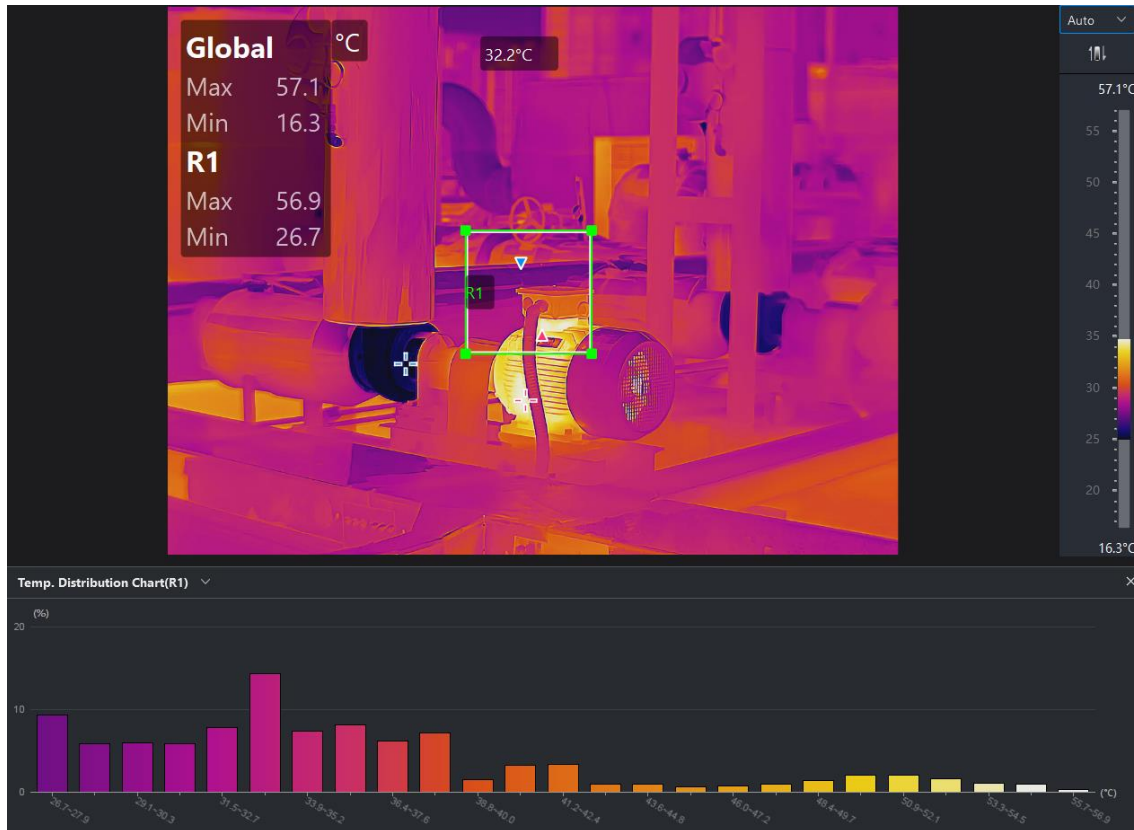 Global °C
Max 57.1
Min 16.3
R1
Max 56.9
Min 26.7
32.2°C
R1
Auto
57.1°C
55
50
45
40
35
30
25
20
16.3°C
Temp. Distribution Chart(R1)
(%)
20
10
0
26.7~27.9
29.1~30.3
31.5~32.7
33.9~35.2
36.4~37.6
38.8~40.0
41.2~42.4
43.6~44.8
46.0~47.2
48.4~49.7
50.9~52.1
53.3~54.5
55.7~56.9
(°C)